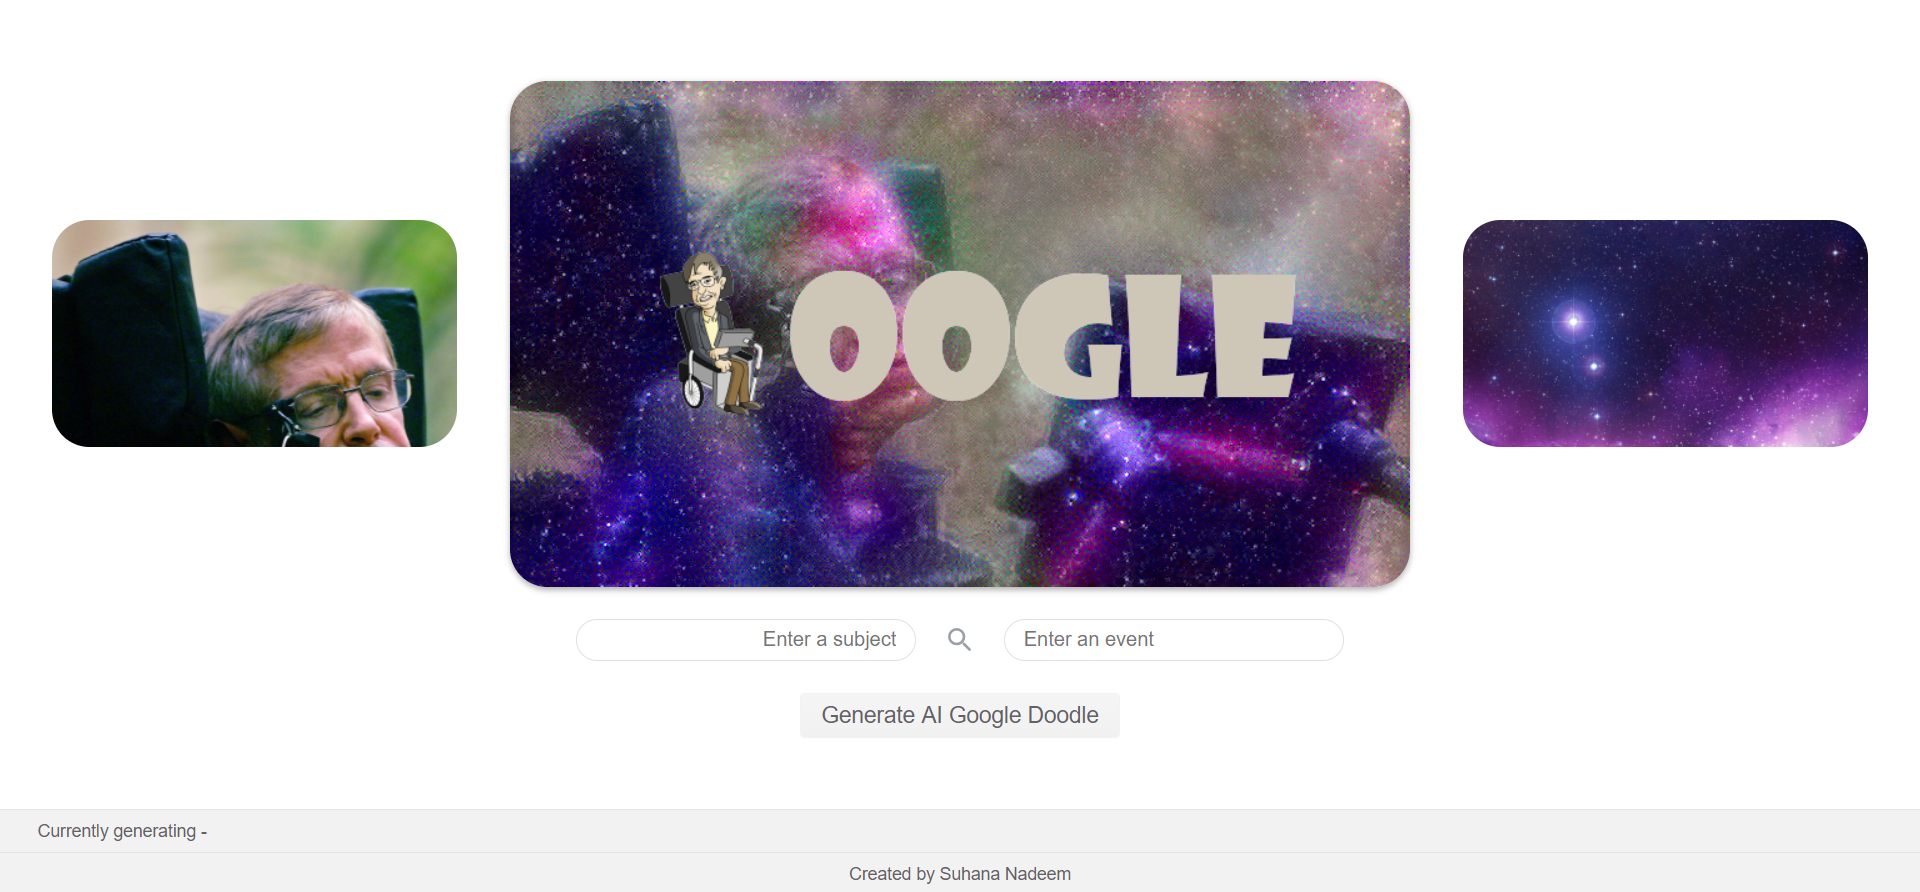 OOGLE
Enter a subject
Enter an event
Generate AI Google Doodle
Currently generating -
Created by Suhana Nadeem